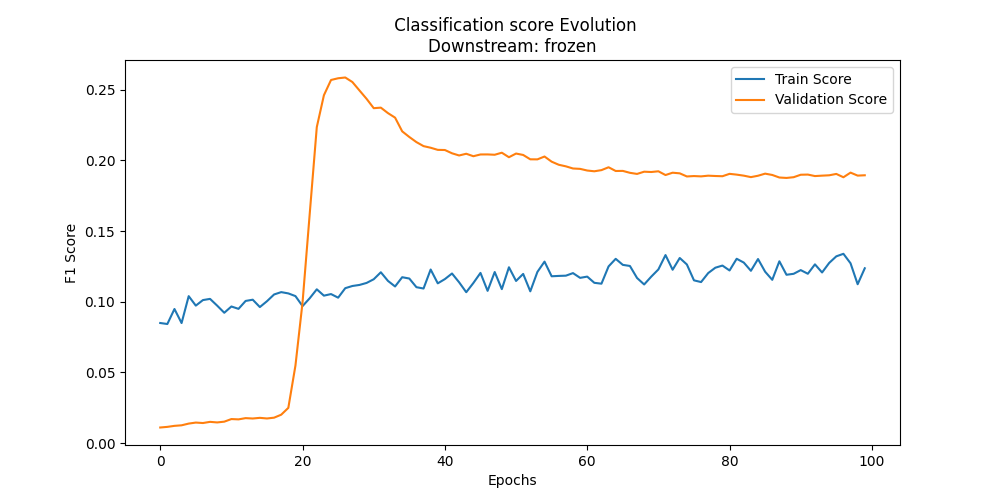 Classification score Evolution
Downstream: frozen
Train Score
Validation Score
F1 Score
0.25
0.20
0.15
0.10
0.05
0.00
0 20 40 60 80 100
Epochs